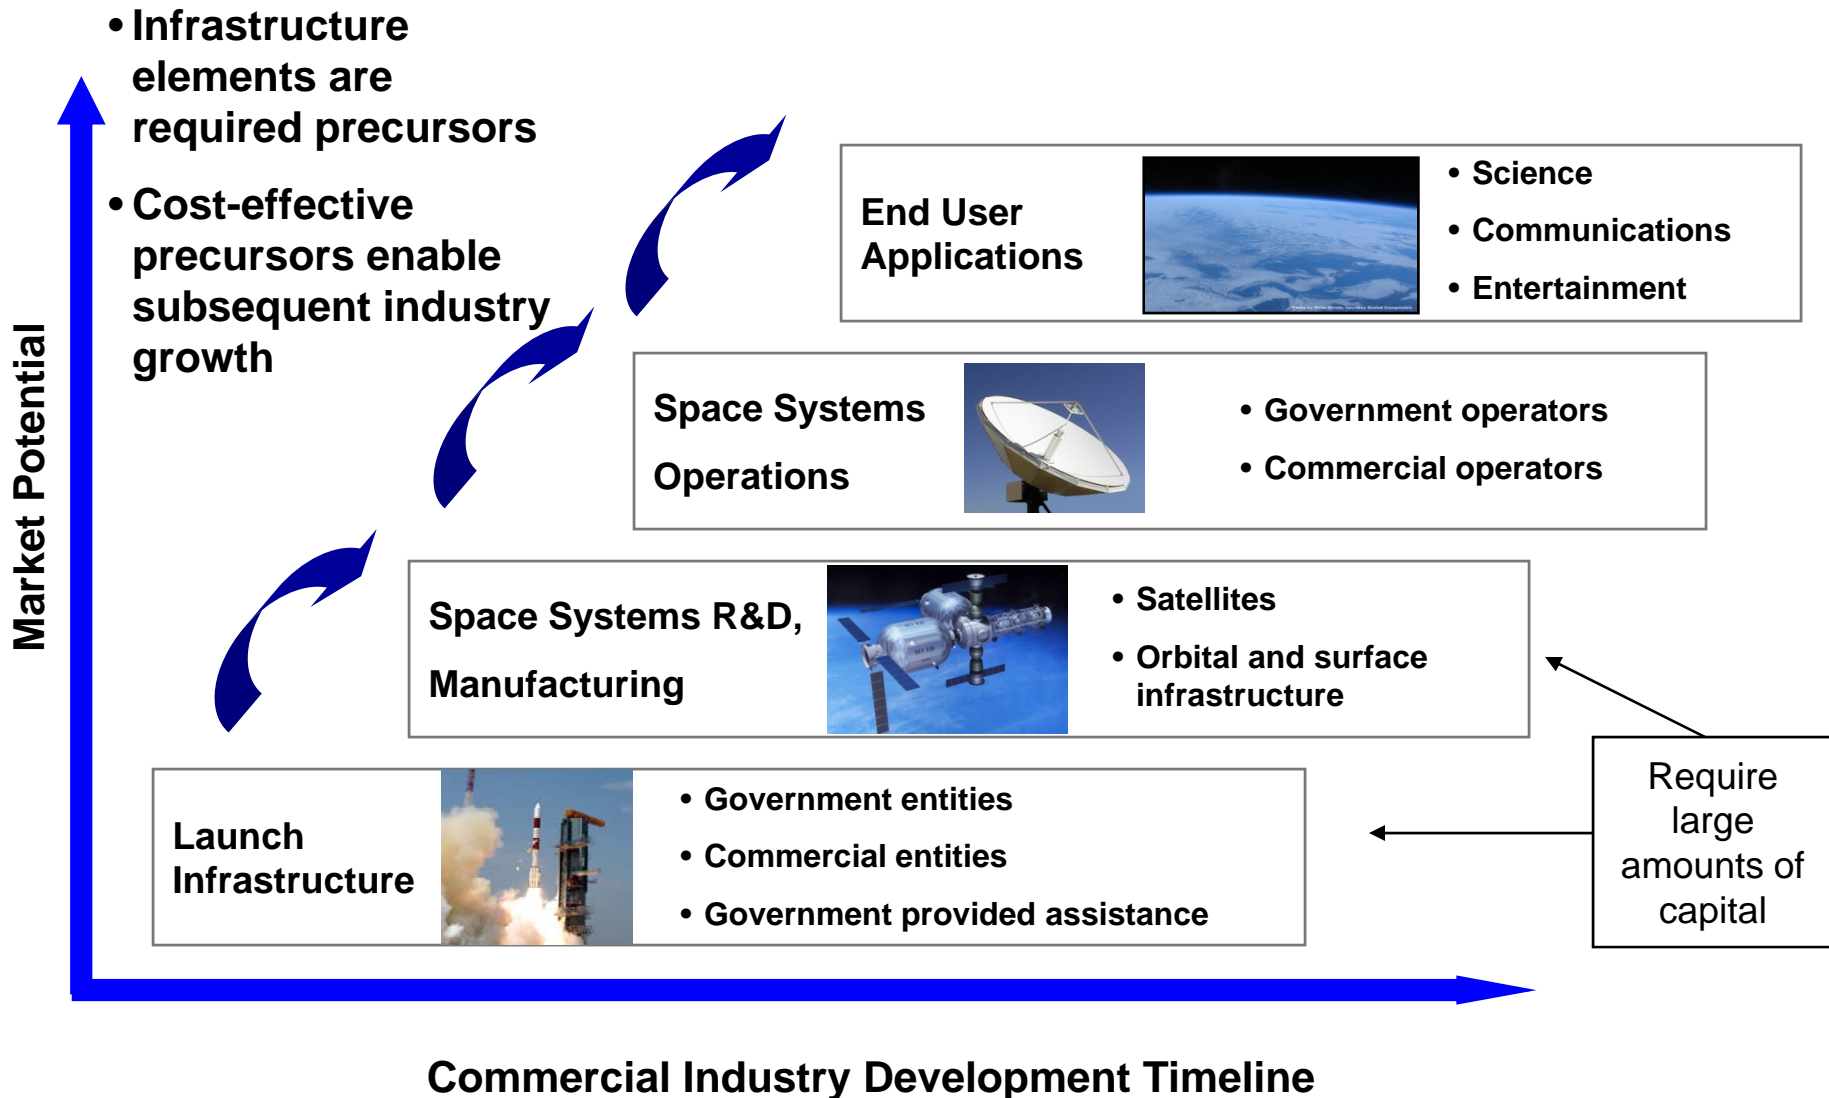 • Infrastructure
elements are
required precursors
• Cost-effective
precursors enable
subsequent industry
growth
Market Potential
End User
Applications
• Science
• Communications
• Entertainment
Space Systems
Operations
• Government operators
• Commercial operators
Space Systems R&D,
Manufacturing
• Satellites
• Orbital and surface
infrastructure
Launch
Infrastructure
• Government entities
• Commercial entities
• Government provided assistance
Require
large
amounts of
capital
Commercial Industry Development Timeline